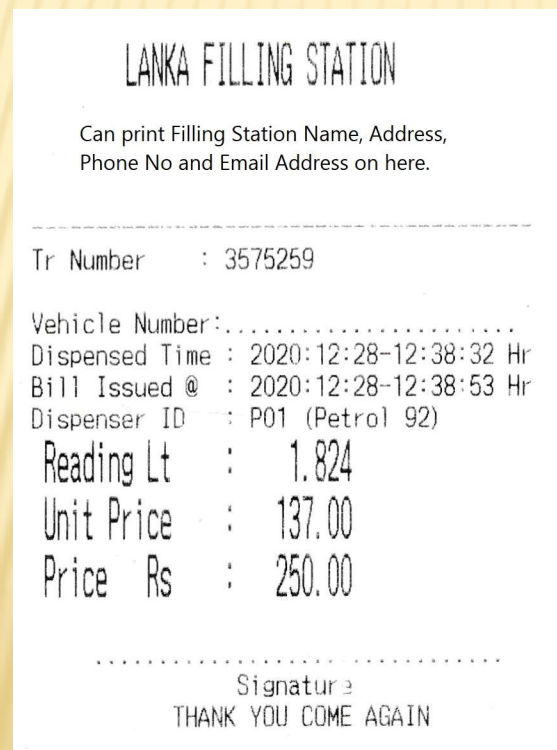 LANKA FILLING STATION
Can print Filling Station Name, Address,
Phone No and Email Address on here.
Tr Number : 3575259
Vehicle Number:.......................
Dispensed Time : 2020:12:28-12:38:32 Hr
Bill Issued @ : 2020:12:28-12:38:53 Hr
Dispenser ID : P01 (Petrol 92)
Reading Lt : 1.824
Unit Price : 137.00
Price Rs : 250.00
Signature
THANK YOU COME AGAIN